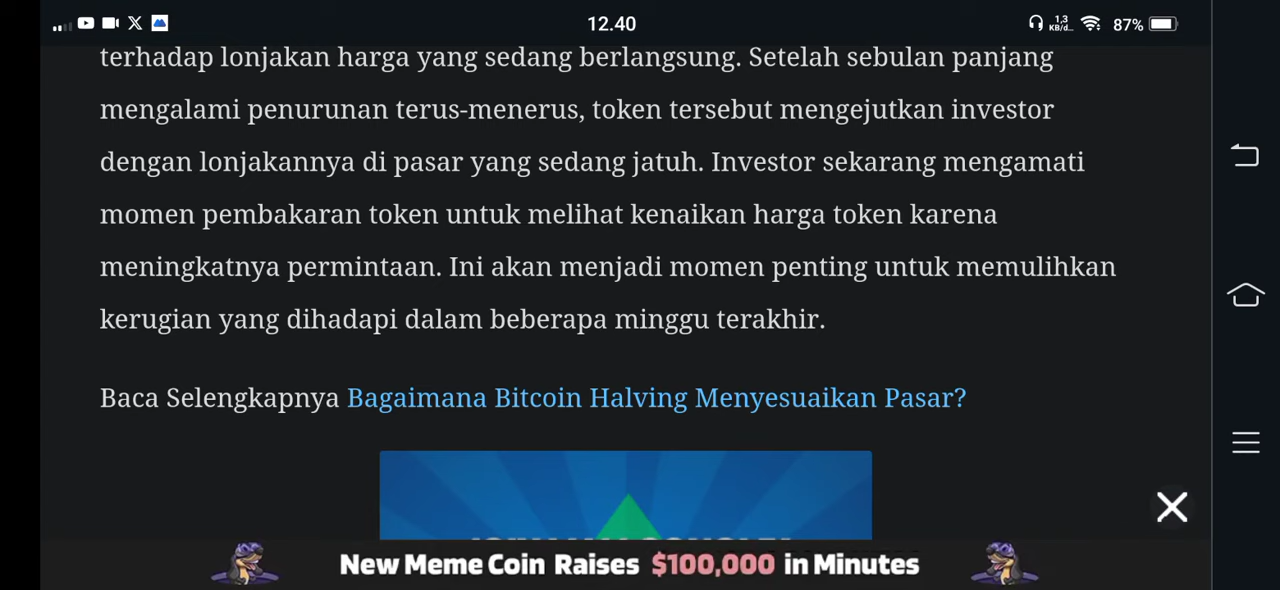 12.40
1,3
KB/d...
87%
terhadap lonjakan harga yang sedang berlangsung. Setelah sebulan panjang
mengalami penurunan terus-menerus, token tersebut mengejutkan investor
dengan lonjakannya di pasar yang sedang jatuh. Investor sekarang mengamati
momen pembakaran token untuk melihat kenaikan harga token karena
meningkatnya permintaan. Ini akan menjadi momen penting untuk memulihkan
kerugian yang dihadapi dalam beberapa minggu terakhir.
Baca Selengkapnya Bagaimana Bitcoin Halving Menyesuaikan Pasar?
New Meme Coin Raises $100,000 in Minutes